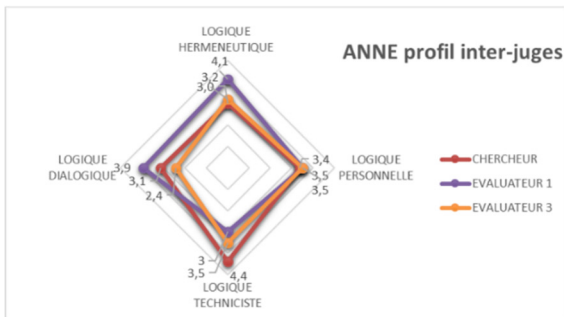 LOGIQUE
HERMENEUTIQUE
ANNE profil inter-juges
4,1
3,2
3,0
LOGIQUE
DIALOGIQUE
3,9
3,1
2,4
3,4
3,5
3,5
LOGIQUE
PERSONNELLE
CHERCHEUR
EVALUATEUR 1
EVALUATEUR 3
3
3,5
4,4
LOGIQUE
TECHNICISTE